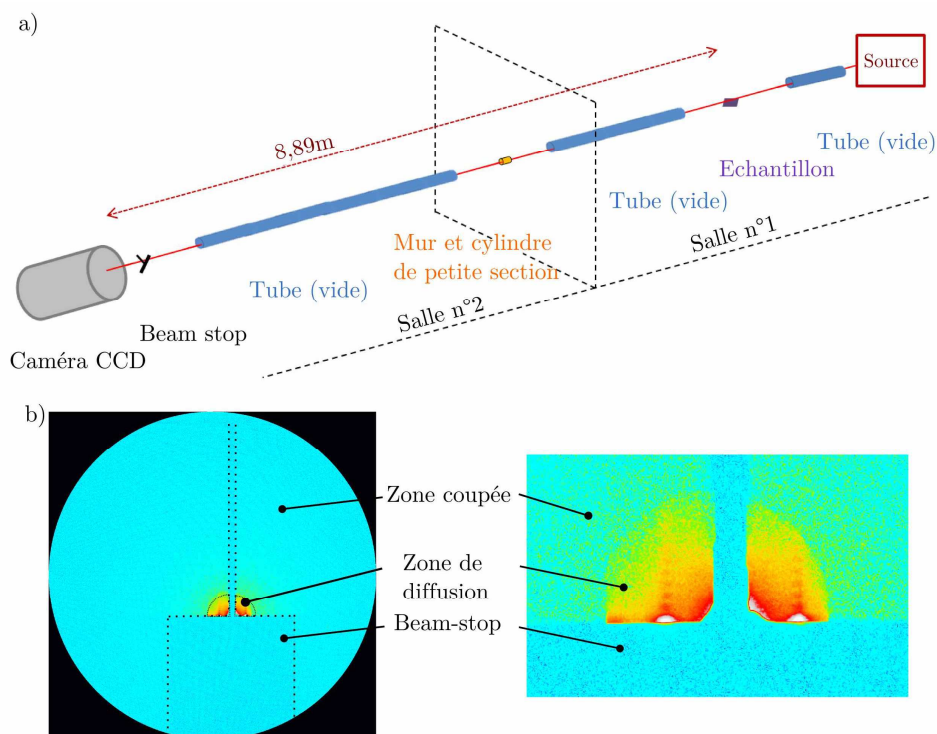 a)
Source
8,89m
Tube (vide)
Echantillon
Tube (vide)
Salle n°1
Mur et cylindre
de petite section
Tube (vide)
Salle n°2
Beam stop
Caméra CCD
b)
Zone coupée
Zone de
diffusion
Beam-stop